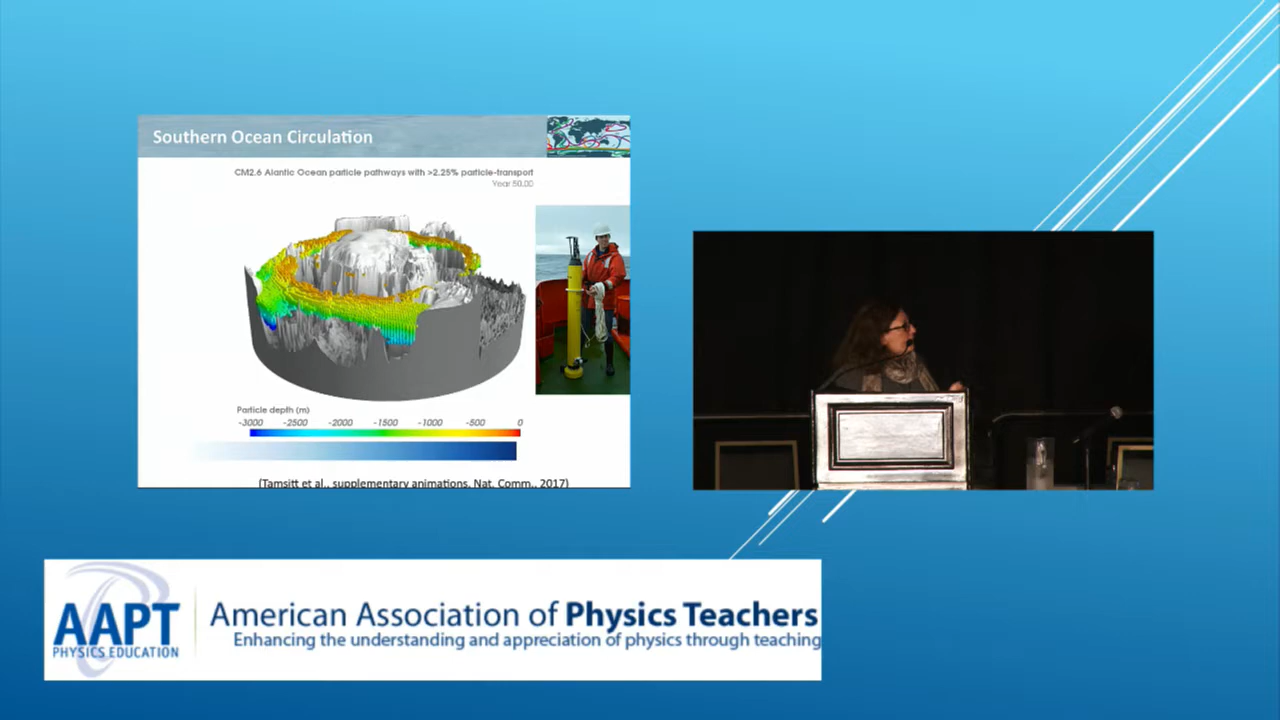 Southern Ocean Circulation
CM2.6 Alantic Ocean particle pathways with >2.25% particle-transport
Year 50.00
Particle depth (m)
-3000 -2500 -2000 -1500 -1000 -500 0
(Tamsitt et al., supplementary animations, Nat. Comm., 2017)
AAPT
PHYSICS EDUCATION
American Association of Physics Teachers
Enhancing the understanding and appreciation of physics through teaching